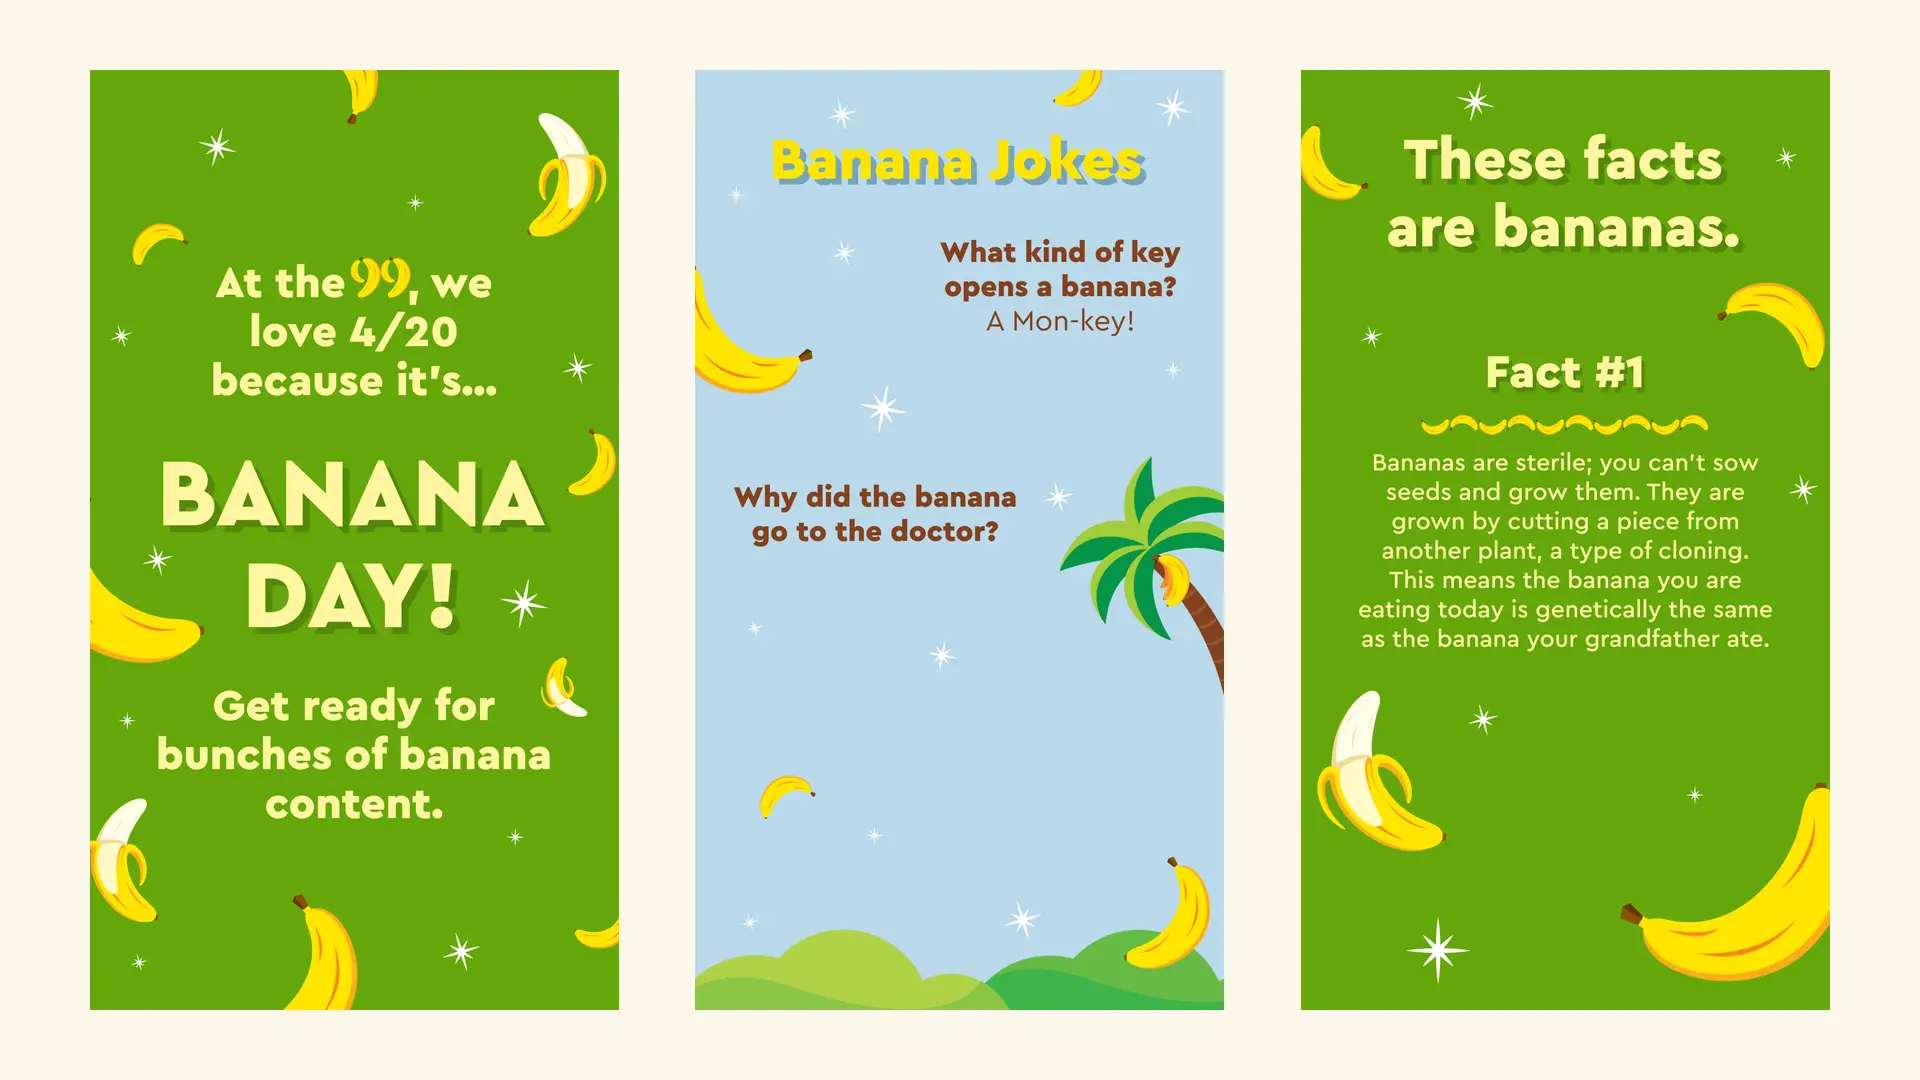 At the 99, we
love 4/20
because it's...
BANANA
DAY!
Get ready for
bunches of banana
content.
Banana Jokes
What kind of key
opens a banana?
A Mon-key!
Why did the banana
go to the doctor?
These facts
are bananas.
Fact #1
Bananas are sterile; you can't sow
seeds and grow them. They are
grown by cutting a piece from
another plant, a type of cloning.
This means the banana you are
eating today is genetically the same
as the banana your grandfather ate.